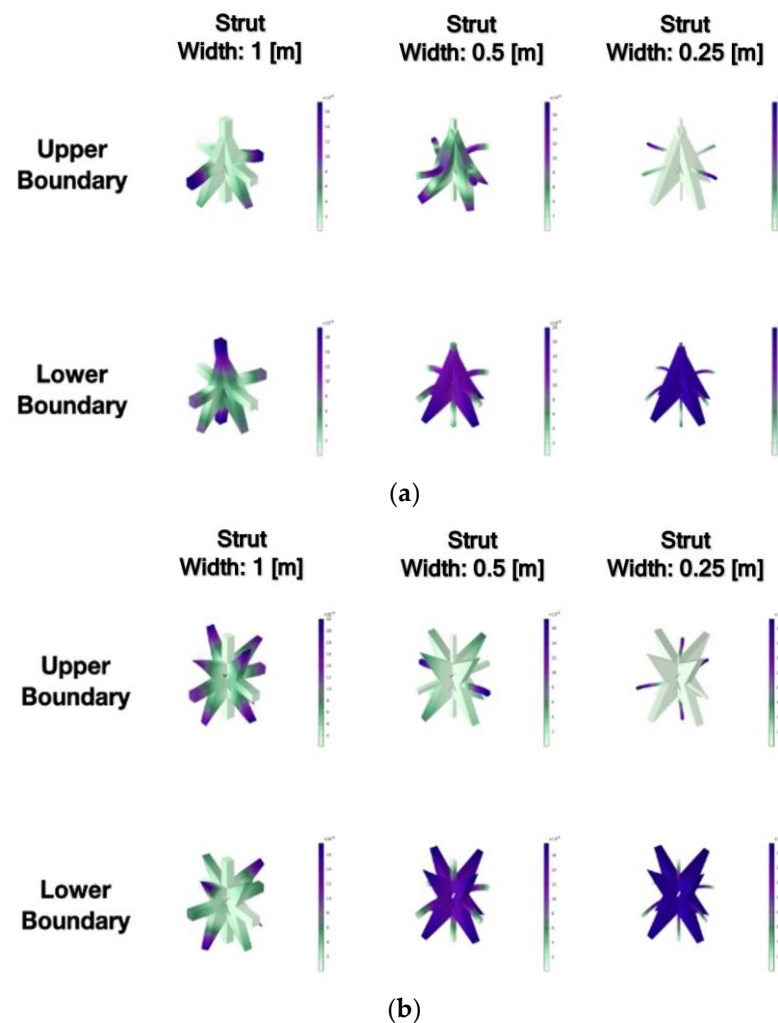 Strut Strut Strut
Width: 1 [m] Width: 0.5 [m] Width: 0.25 [m]
Upper
Boundary
Lower
Boundary
(a)
Strut Strut Strut
Width: 1 [m] Width: 0.5 [m] Width: 0.25 [m]
Upper
Boundary
Lower
Boundary
(b)